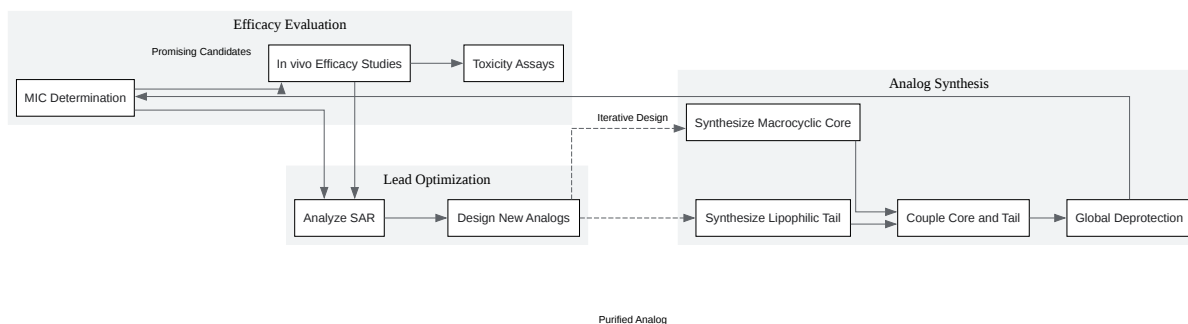 Efficacy Evaluation
Promising Candidates
In vivo Efficacy Studies
Toxicity Assays
MIC Determination
Analog Synthesis
Iterative Design
Synthesize Macrocyclic Core
Lead Optimization
Analyze SAR
Design New Analogs
Synthesize Lipophilic Tail
Couple Core and Tail
Global Deprotection
Purified Analog